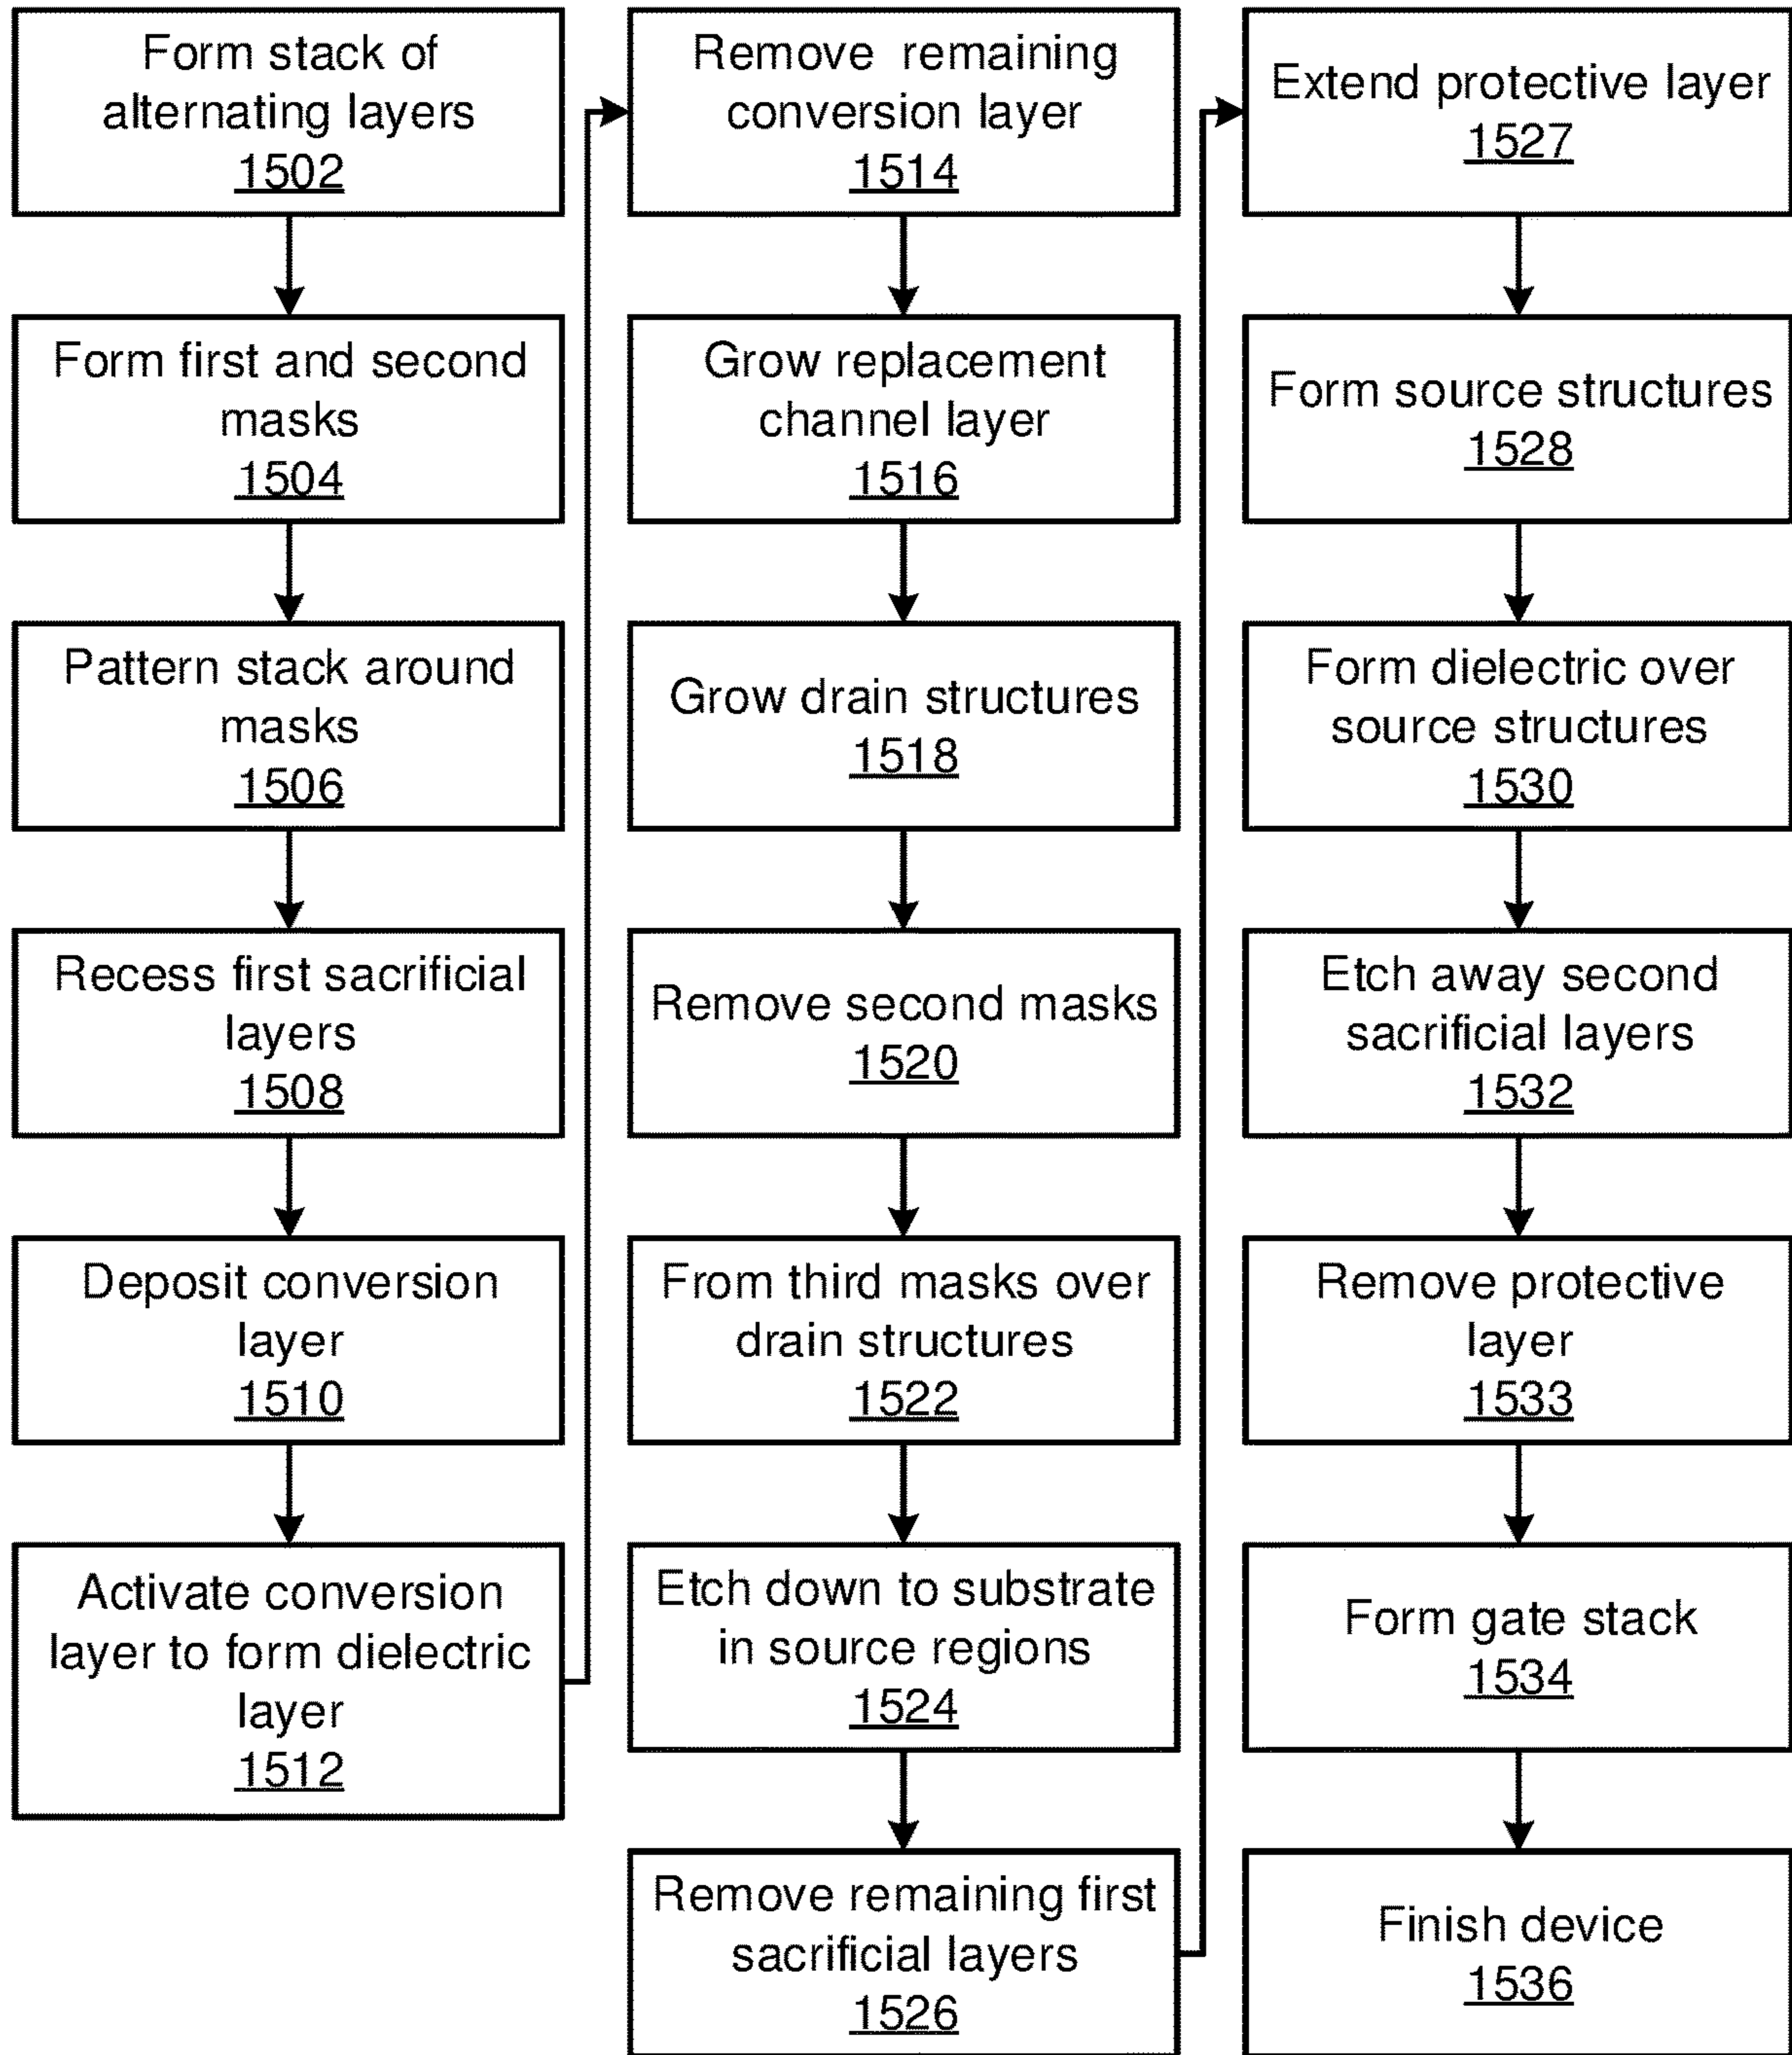 Form stack of
alternating layers
1502
Form first and second
masks
1504
Pattern stack around
masks
1506
Recess first sacrificial
layers
1508
Deposit conversion
layer
1510
Activate conversion
layer to form dielectric
layer
1512
Remove remaining
conversion layer
1514
Grow replacement
channel layer
1516
Grow drain structures
1518
Remove second masks
1520
From third masks over
drain structures
1522
Etch down to substrate
in source regions
1524
Remove remaining first
sacrificial layers
1526
Extend protective layer
1527
Form source structures
1528
Form dielectric over
source structures
1530
Etch away second
sacrificial layers
1532
Remove protective
layer
1533
Form gate stack
1534
Finish device
1536